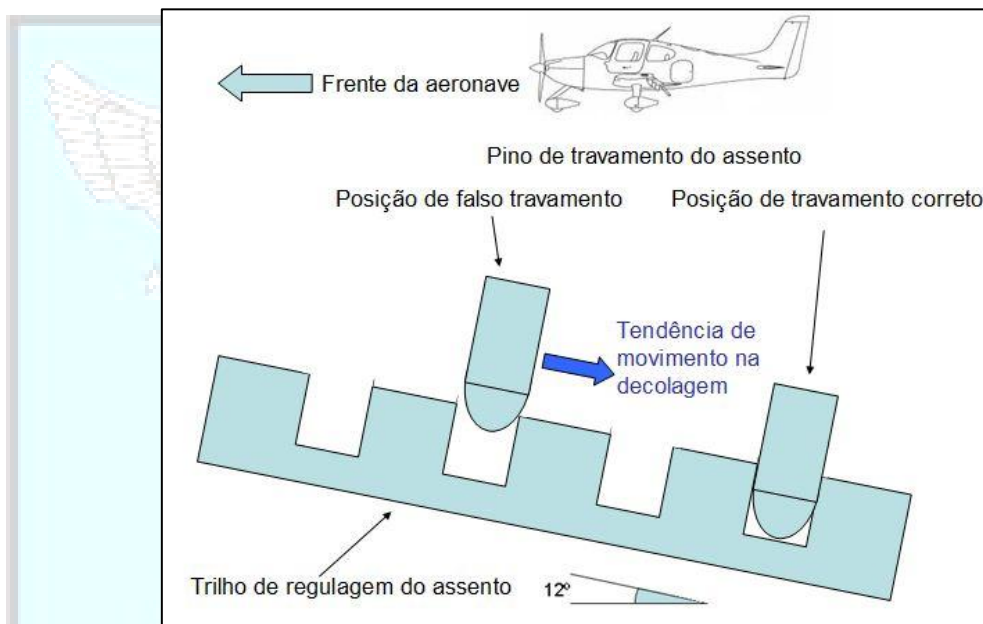 Frente da aeronave
Pino de travamento do assento
Posição de falso travamento
Posição de travamento correto
Tendência de
movimento na
decolagem
Trilho de regulagem do assento
12º